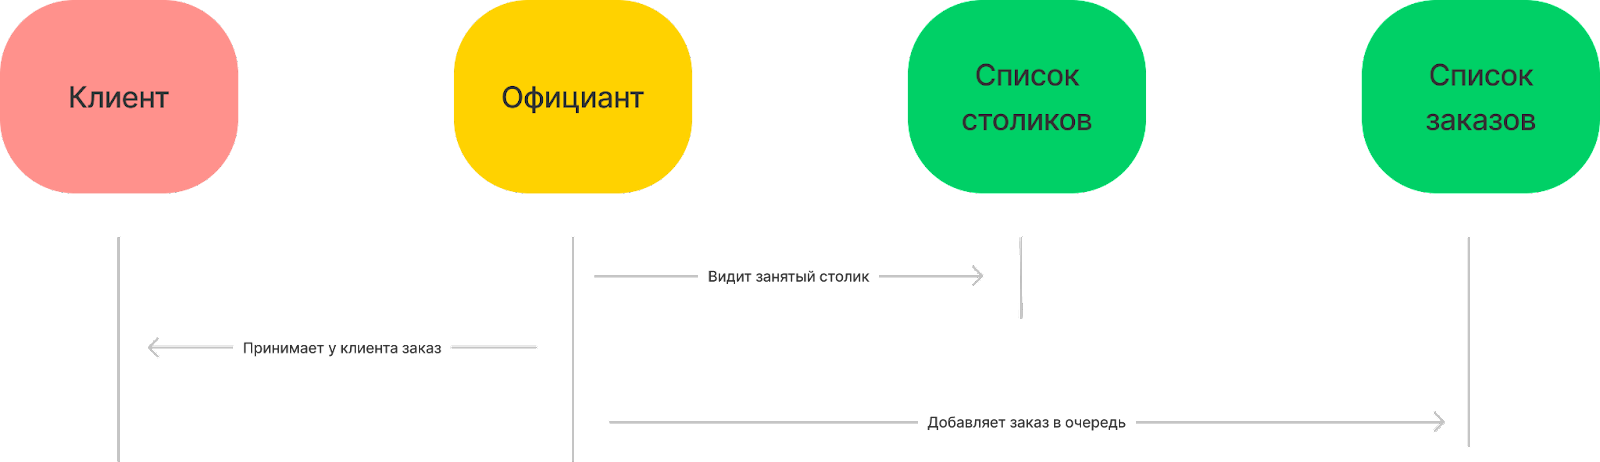 Клиент
Официант
Список
столиков
Список
заказов
Видит занятый столик
Принимает у клиента заказ
Добавляет заказ в очередь